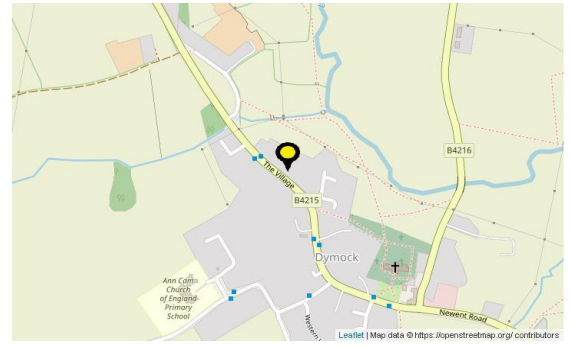 B4216
The Village
B4215
Dymock
Ann Cam
Church
of England
Primary
School
Newent Road
Western
Leaflet | Map data © https://openstreetmap.org/ contributors